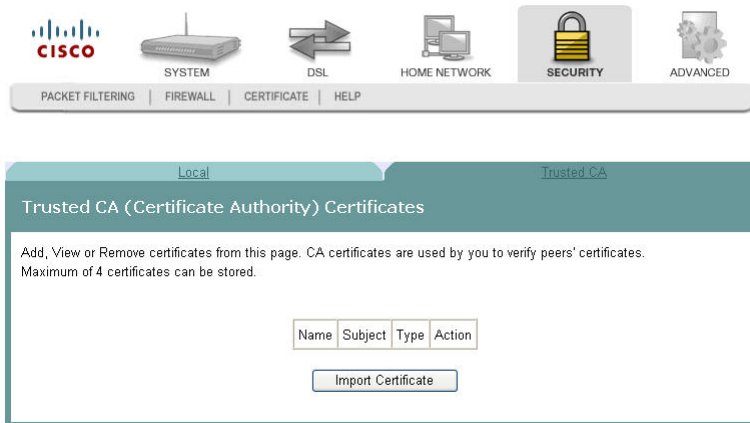 CISCO
SYSTEM
DSL
HOME NETWORK
SECURITY
ADVANCED
PACKET FILTERING | FIREWALL | CERTIFICATE | HELP
Local
Trusted CA
Trusted CA (Certificate Authority) Certificates
Add, View or Remove certificates from this page. CA certificates are used by you to verify peers' certificates.
Maximum of 4 certificates can be stored.
Name Subject Type Action
Import Certificate